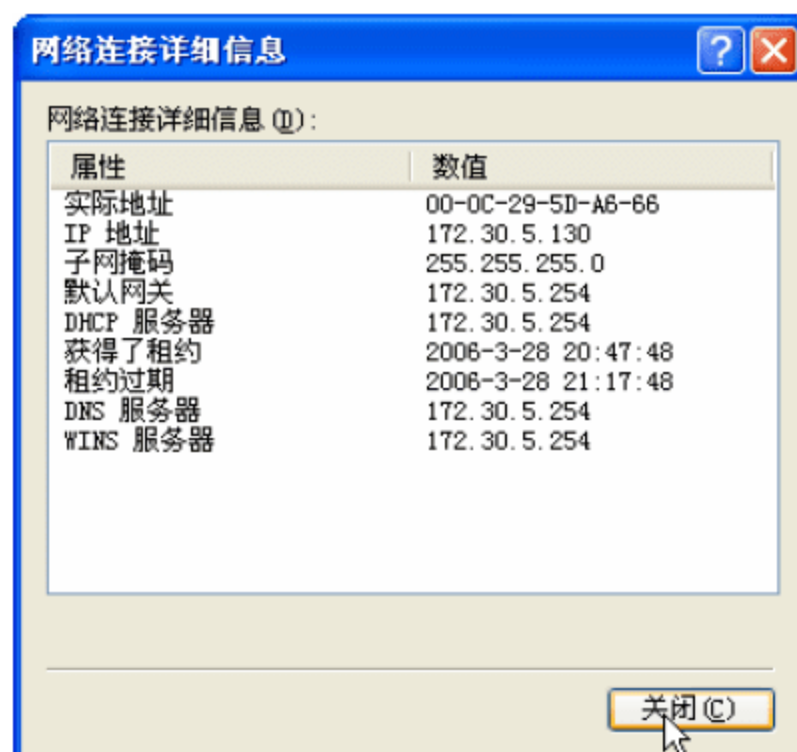 网络连接详细信息
网络连接详细信息(D):
属性 数值
实际地址 00-0C-29-5D-A6-66
IP 地址 172.30.5.130
子网掩码 255.255.255.0
默认网关 172.30.5.254
DHCP 服务器 172.30.5.254
获得了租约 2006-3-28 20:47:48
租约过期 2006-3-28 21:17:48
DNS 服务器 172.30.5.254
WINS 服务器 172.30.5.254
关闭(C)